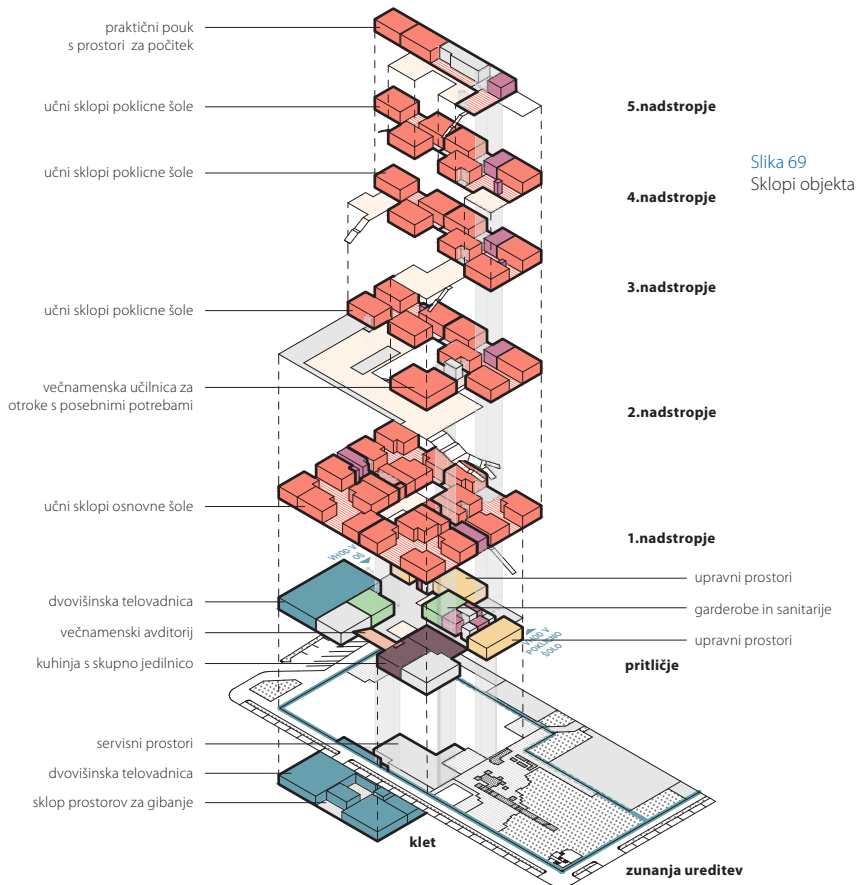 praktični pouk
s prostori za počitek
učni sklopi poklicne šole
5.nadstropje
Slika 69
Sklopi objekta
učni sklopi poklicne šole
4.nadstropje
3.nadstropje
učni sklopi poklicne šole
večnamenska učilnica za
otroke s posebnimi potrebami
2.nadstropje
učni sklopi osnovne šole
1.nadstropje
VHOD V
OŠ
upravni prostori
dvovišinska telovadnica
garderobe in sanitarije
večnamenski avditorij
upravni prostori
VHOD V
POKLICNO
ŠOLO
kuhinja s skupno jedilnico
pritličje
servisni prostori
dvovišinska telovadnica
sklop prostorov za gibanje
klet
zunanja ureditev